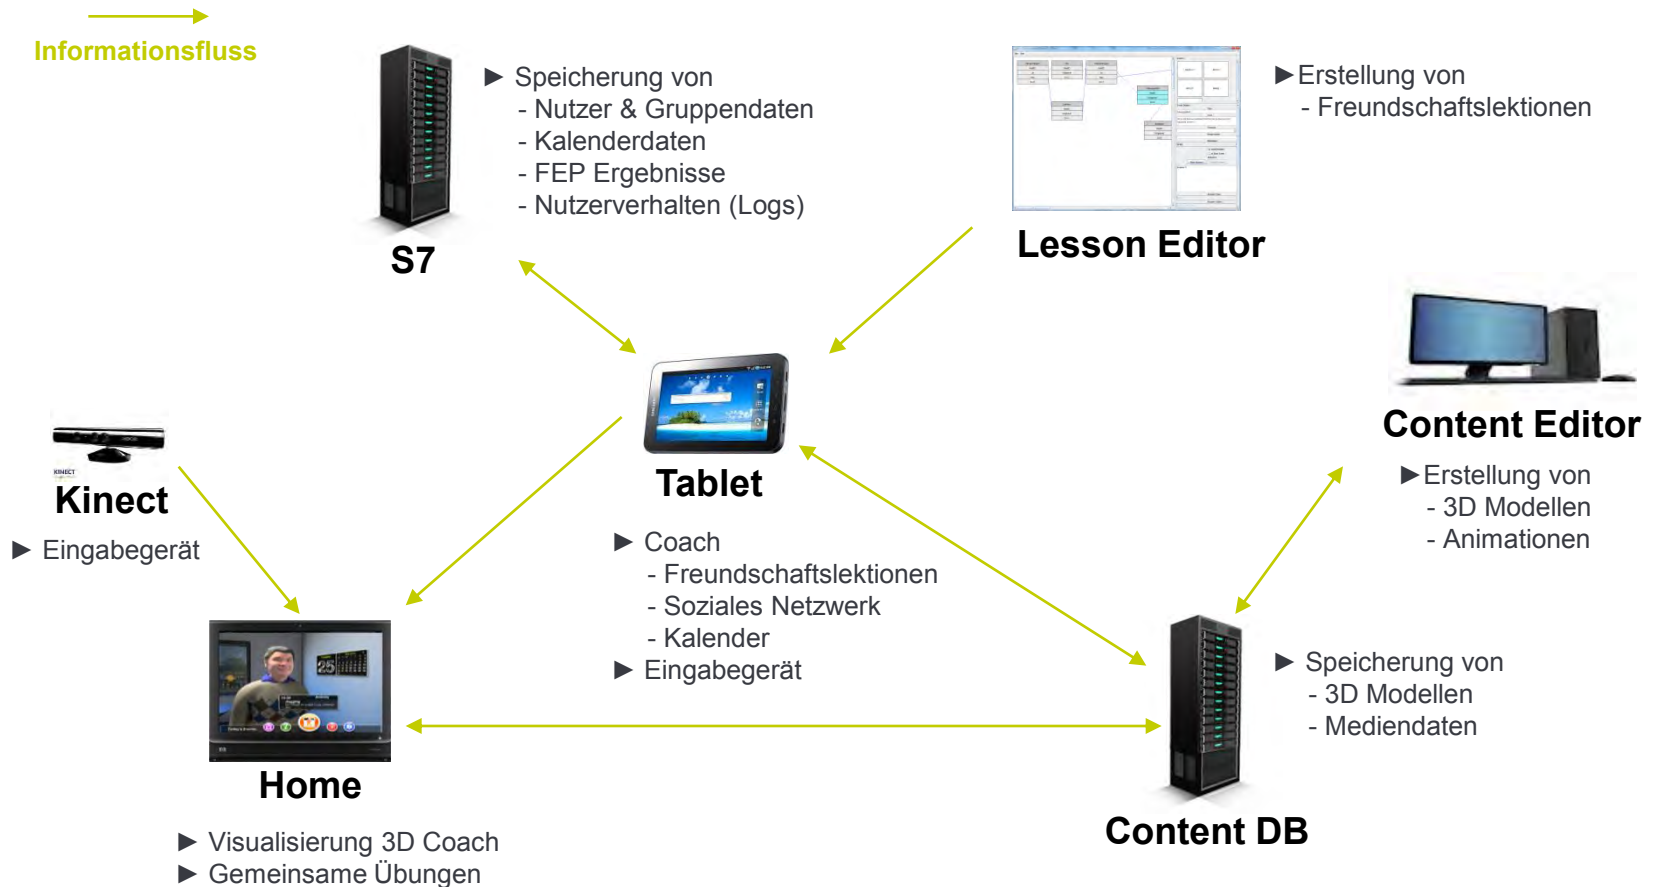 Informationsfluss
► Speicherung von
- Nutzer & Gruppendaten
- Kalenderdaten
- FEP Ergebnisse
- Nutzerverhalten (Logs)
S7
►Erstellung von
- Freundschaftslektionen
Lesson Editor
Content Editor
►Erstellung von
- 3D Modellen
- Animationen
KINECT
Kinect
► Eingabegerät
Tablet
► Coach
- Freundschaftslektionen
- Soziales Netzwerk
- Kalender
► Eingabegerät
25
Home
► Visualisierung 3D Coach
► Gemeinsame Übungen
► Speicherung von
- 3D Modellen
- Mediendaten
Content DB